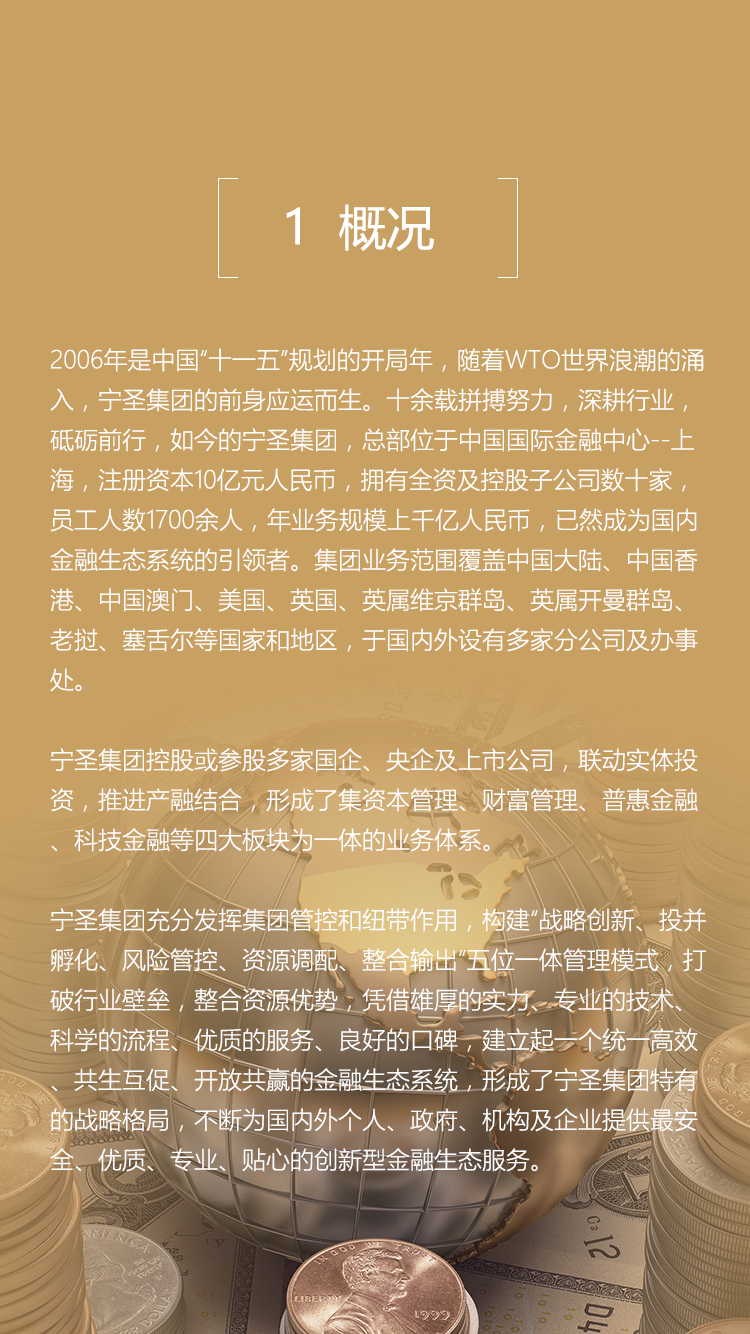 1 概况
2006年是中国“十一五”规划的开局年，随着WTO世界浪潮的涌
入，宁圣集团的前身应运而生。十余载拼搏努力，深耕行业，
砥砺前行，如今的宁圣集团，总部位于中国国际金融中心--上
海，注册资本10亿元人民币，拥有全资及控股子公司数十家，
员工人数1700余人，年业务规模上千亿人民币，已然成为国内
金融生态系统的引领者。集团业务范围覆盖中国大陆、中国香
港、中国澳门、美国、英国、英属维京群岛、英属开曼群岛、
老挝、塞舌尔等国家和地区，于国内外设有多家分公司及办事
处。
宁圣集团控股或参股多家国企、央企及上市公司，联动实体投
资，推进产融结合，形成了集资本管理、财富管理、普惠金融
、科技金融等四大板块为一体的业务体系。
宁圣集团充分发挥集团管控和纽带作用，构建“战略创新、投并
孵化、风险管控、资源调配、整合输出”五位一体管理模式，打
破行业壁垒，整合资源优势，凭借雄厚的实力、专业的技术、
科学的流程、优质的服务、良好的口碑，建立起一个统一高效
、共生互促、开放共赢的金融生态系统，形成了宁圣集团特有
的战略格局，不断为国内外个人、政府、机构及企业提供最安
全、优质、专业、贴心的创新型金融生态服务。
LIBERTY
1999